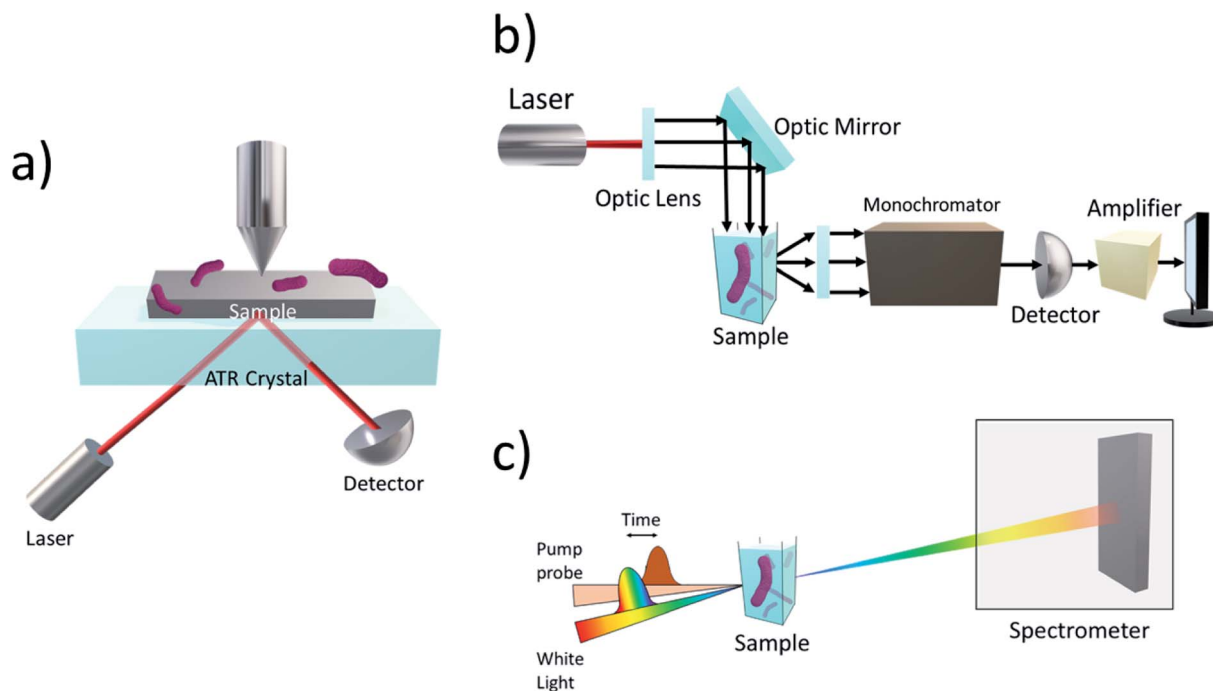 a)
Sample
ATR Crystal
Laser
Detector
b)
Laser
Optic Lens
Optic Mirror
Sample
Monochromator
Detector
Amplifier
c)
Time
Pump
probe
White
Light
Sample
Spectrometer